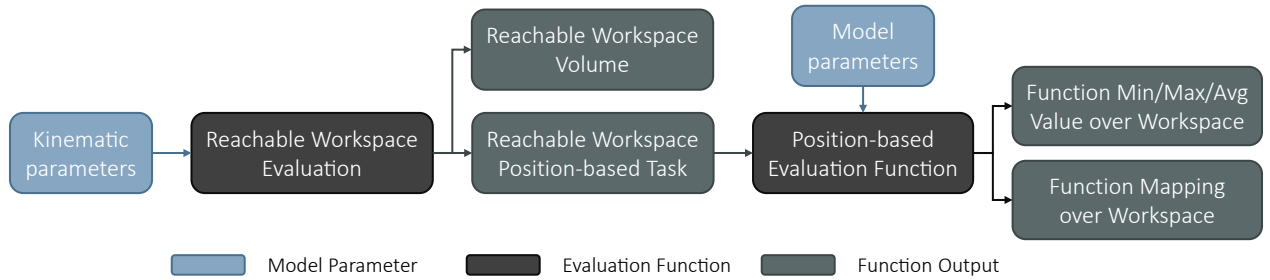 Kinematic
parameters
Reachable Workspace
Evaluation
Reachable Workspace
Volume
Reachable Workspace
Position-based Task
Model
parameters
Position-based
Evaluation Function
Function Min/Max/Avg
Value over Workspace
Function Mapping
over Workspace
Model Parameter
Evaluation Function
Function Output